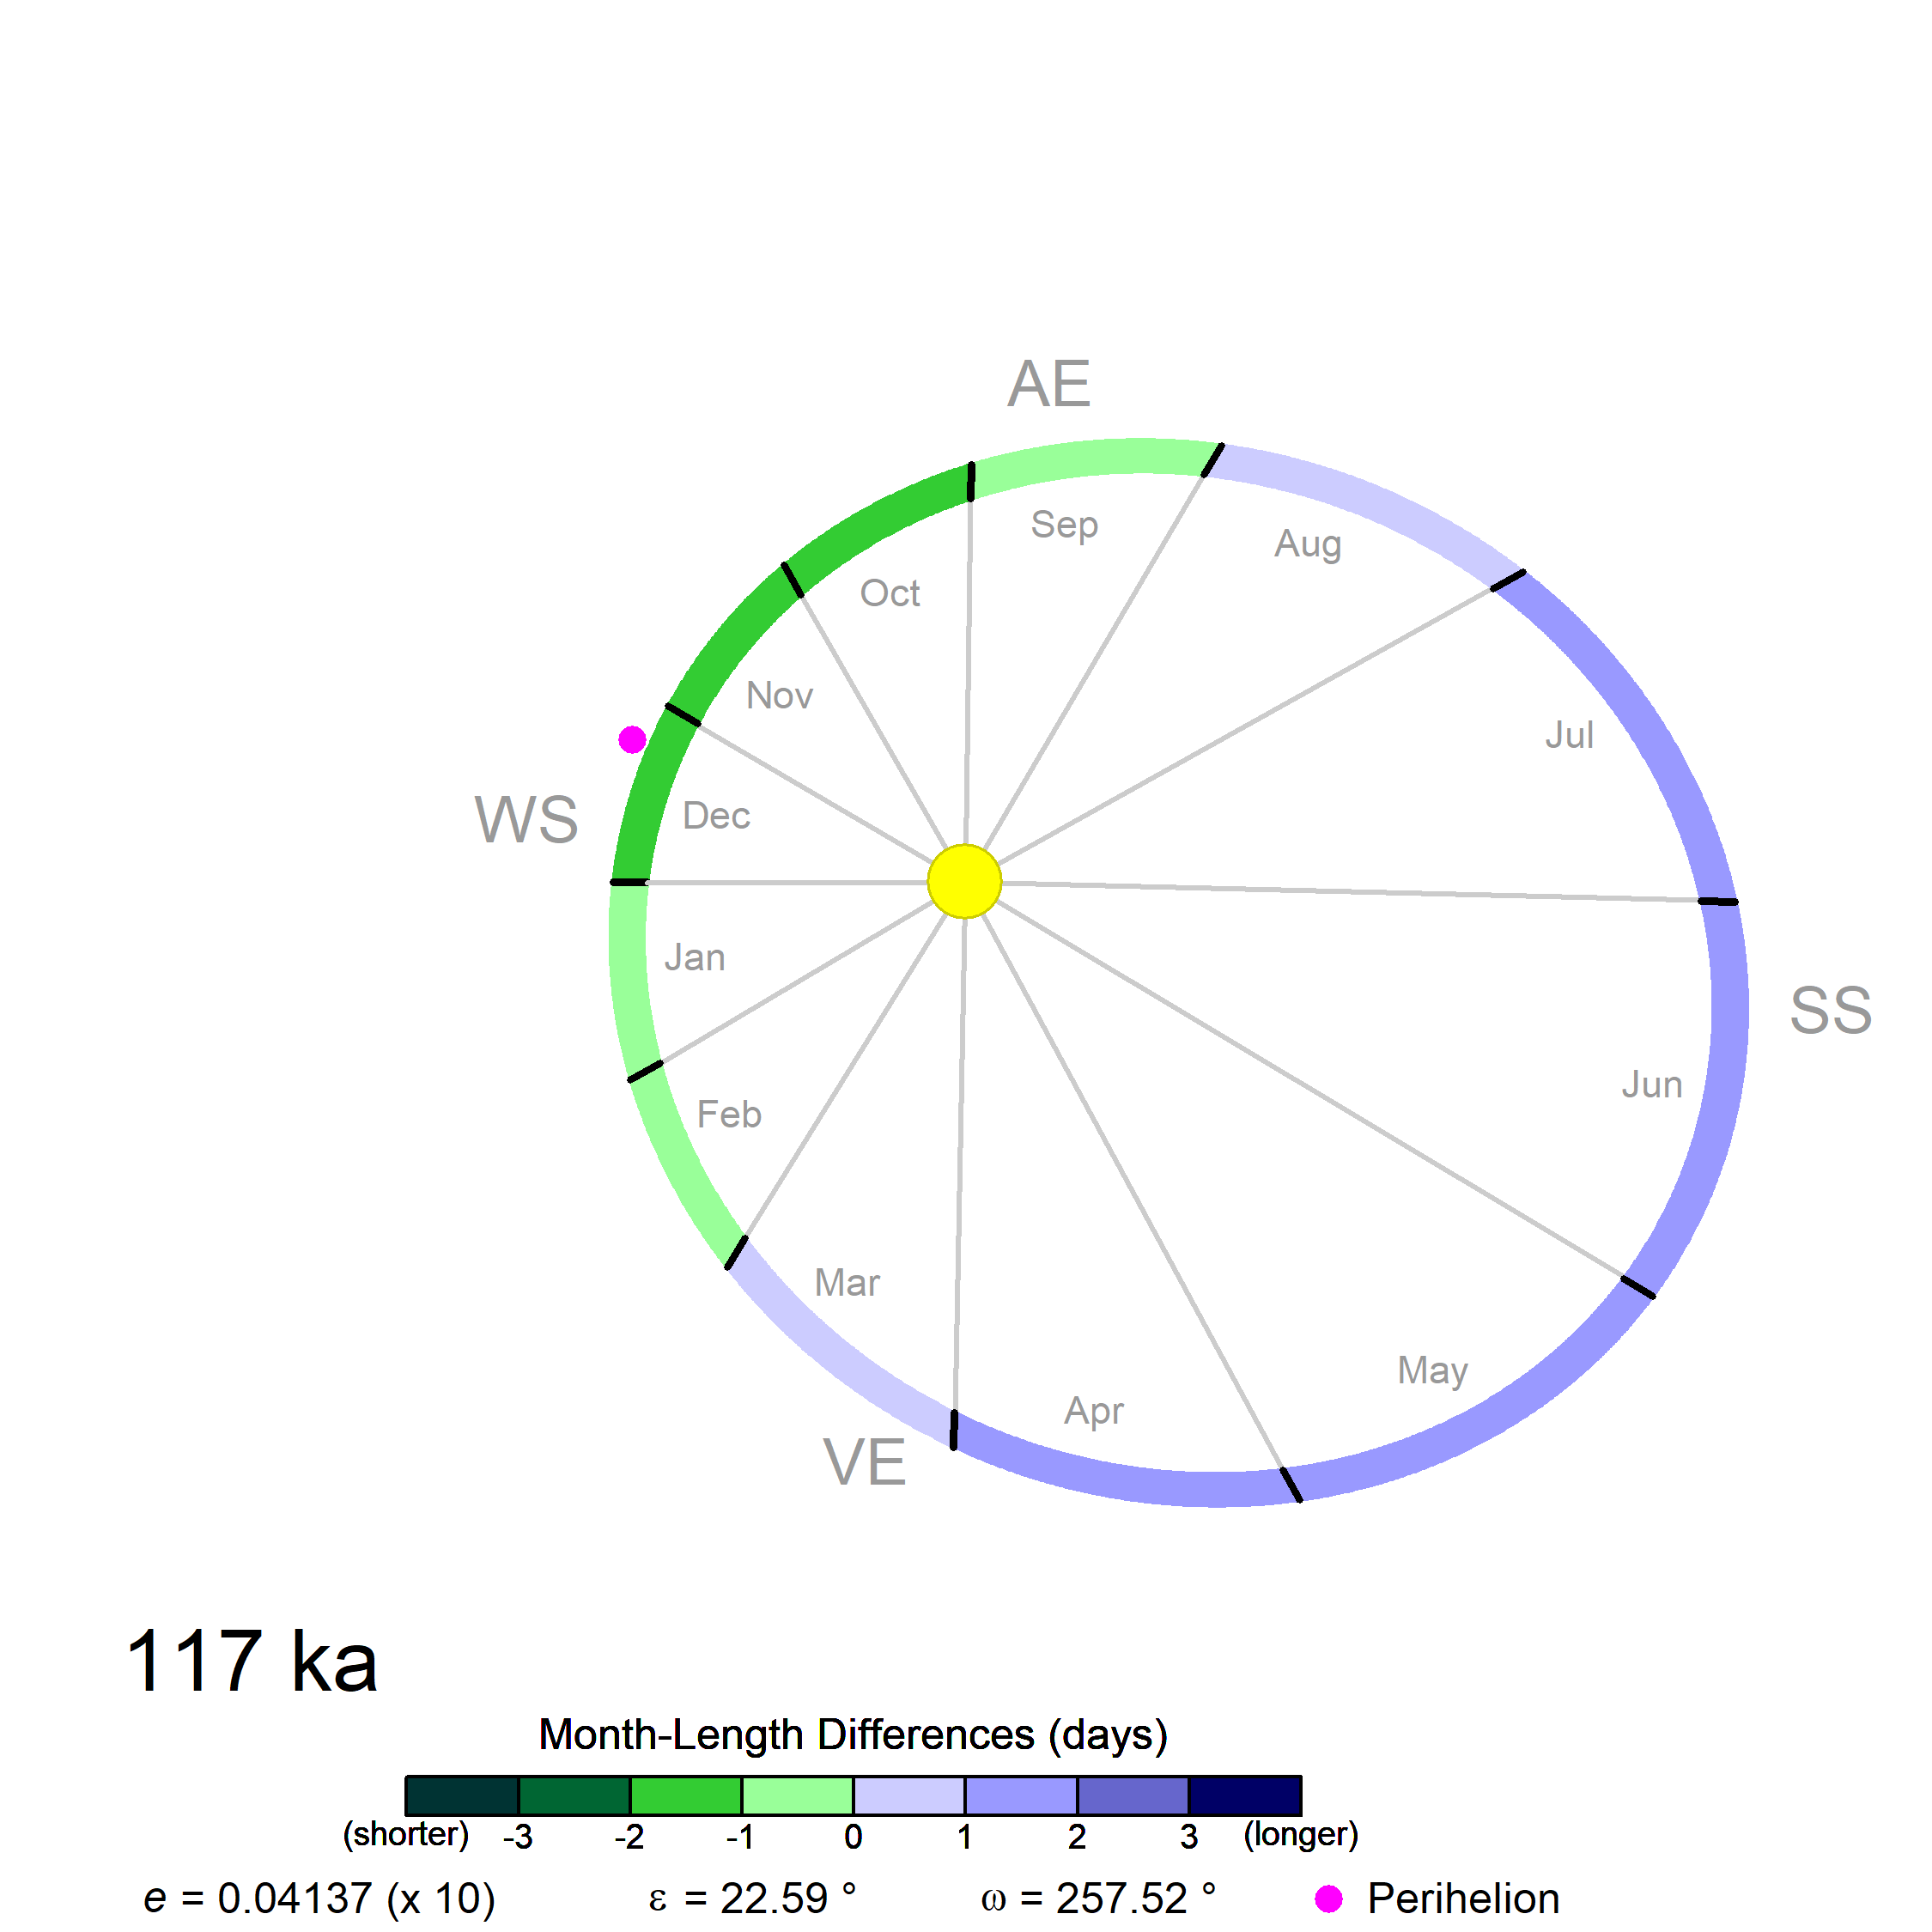 AE
Sep
Aug
Oct
Nov
Jul
WS
Dec
Jan
SS
Jun
Feb
Mar
May
Apr
VE
117 ka
Month-Length Differences (days)
(shorter) -3 -2 -1 0 1 2 3 (longer)
e = 0.04137 (x 10) ε = 22.59 ° ω = 257.52 ° Perihelion